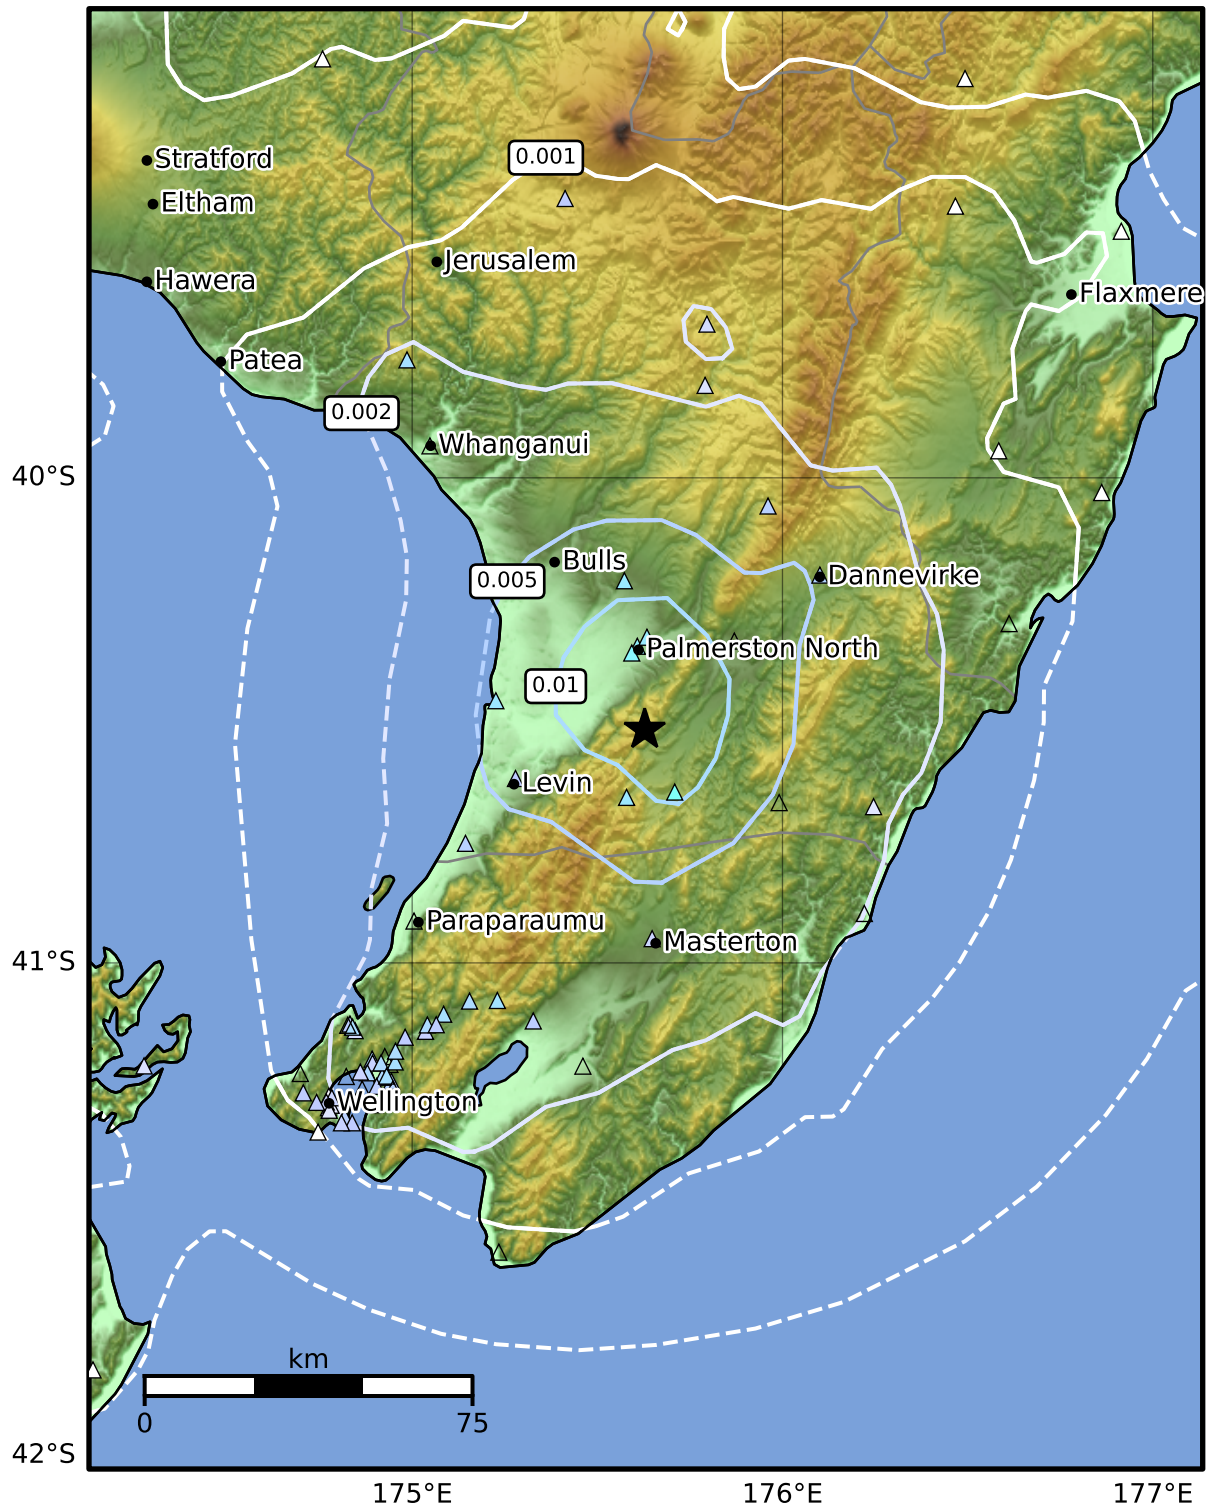 0.001
Stratford
Eltham
Jerusalem
Hawera
Flaxmere
Patea
0.002
Whanganui
40°S
Bulls
0.005
Dannevirke
Palmerston North
0.01
Levin
Paraparaumu
Masterton
41°S
Wellington
km
0 75
42°S
175°E 176°E 177°E